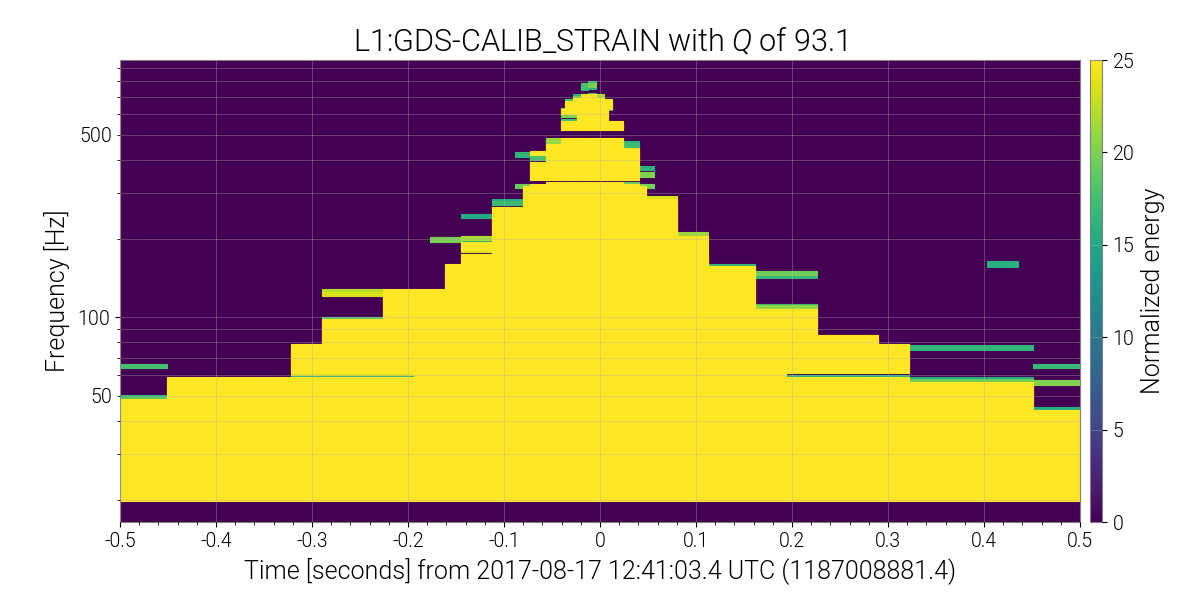 L1:GDS-CALIB_STRAIN with Q of 93.1
500
100
50
Frequency [Hz]
-0.5 -0.4 -0.3 -0.2 -0.1 0 0.1 0.2 0.3 0.4 0.5
Time [seconds] from 2017-08-17 12:41:03.4 UTC (1187008881.4)
25
20
15
10
5
0
Normalized energy